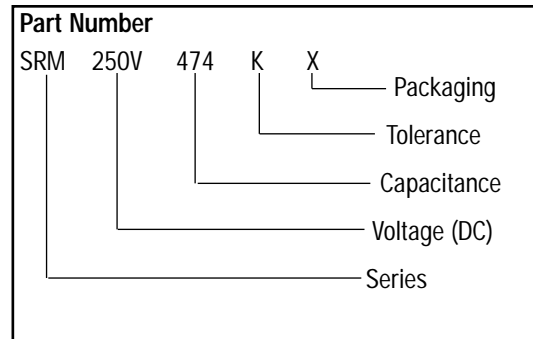 Part Number
SRM 250V 474 K X
Packaging
Tolerance
Capacitance
Voltage (DC)
Series